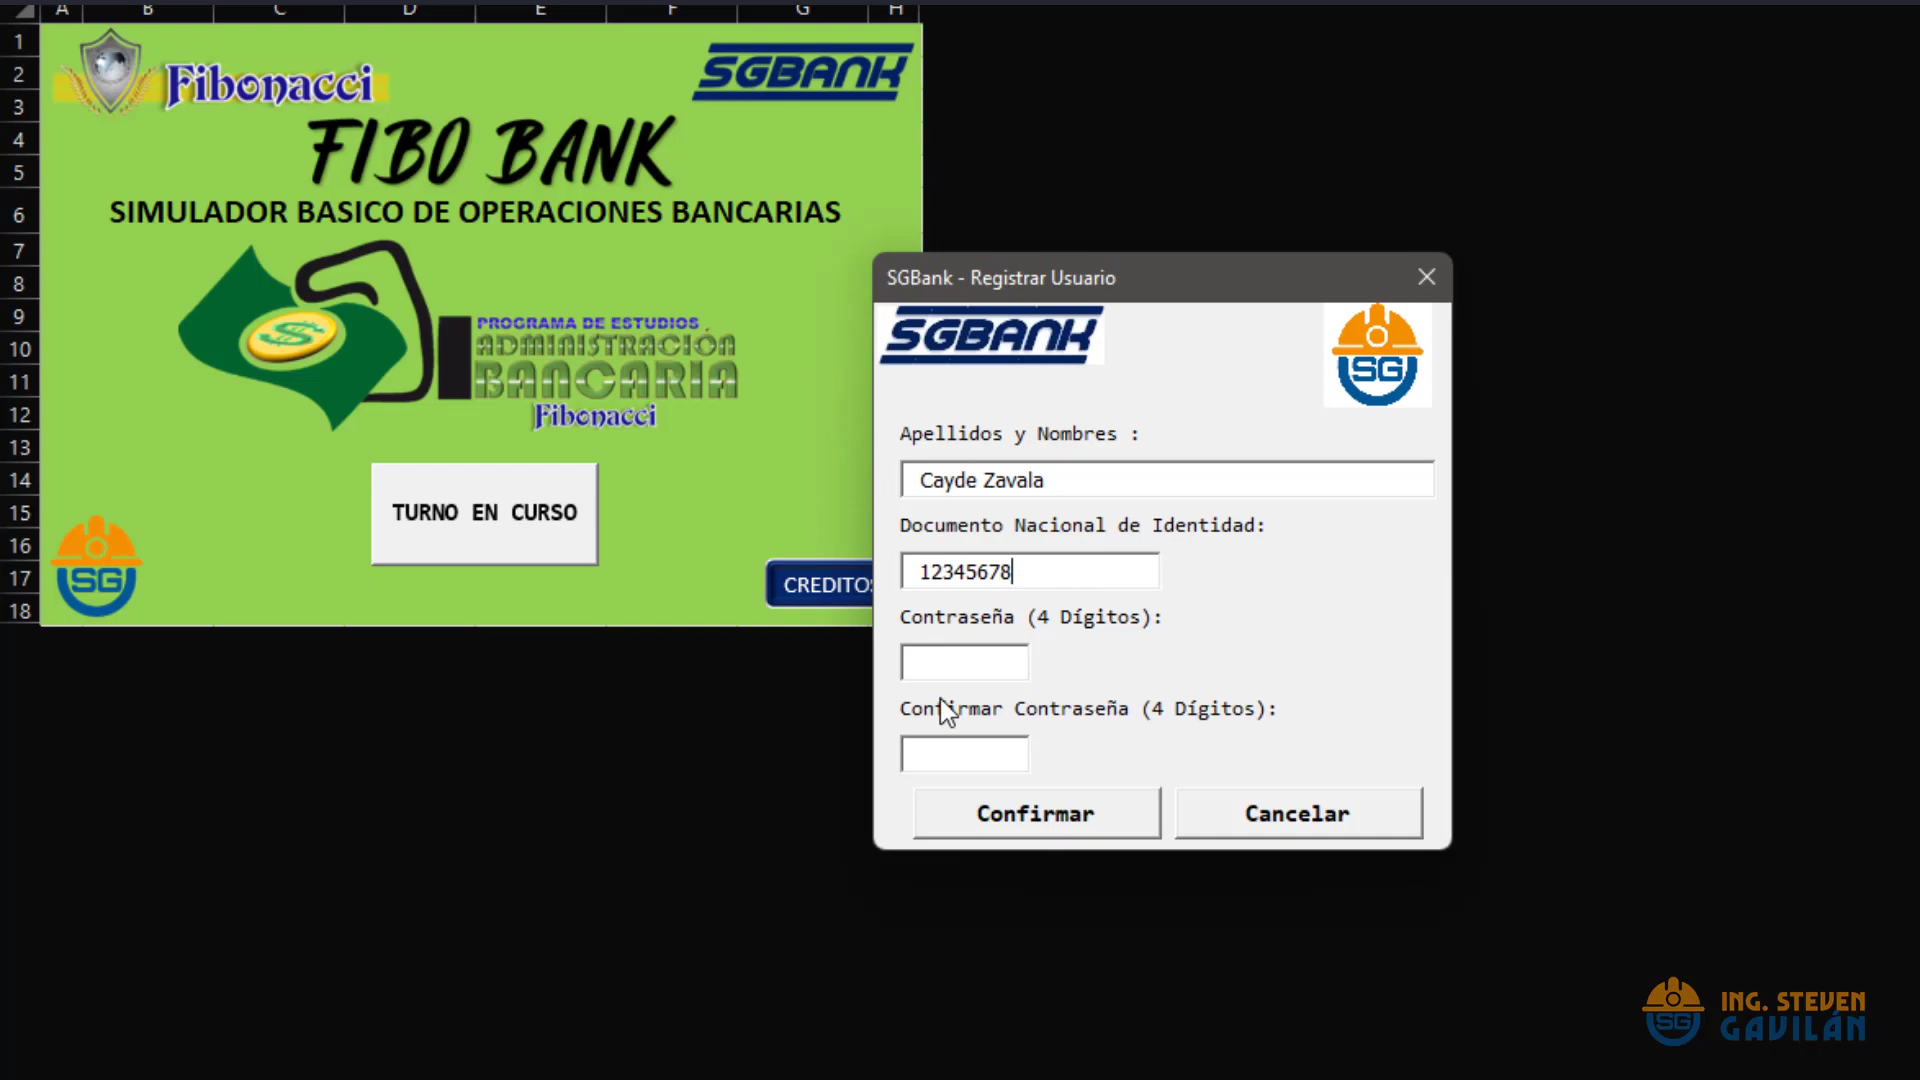 A B C D E F G H
1
2
3
4
5
6
7
8
9
10
11
12
13
14
15
16
17
18
Fibonacci
SGBANK
FIBO BANK
SIMULADOR BASICO DE OPERACIONES BANCARIAS
PROGRAMA DE ESTUDIOS
ADMINISTRACIÓN
BANCARIA
Fibonacci
TURNO EN CURSO
SG
CREDITOS
SGBank - Registrar Usuario
SGBANK
SG
Apellidos y Nombres :
Cayde Zavala
Documento Nacional de Identidad:
12345678
Contraseña (4 Dígitos):
Confirmar Contraseña (4 Dígitos):
Confirmar
Cancelar
SG
ING. STEVEN
GAVILÁN